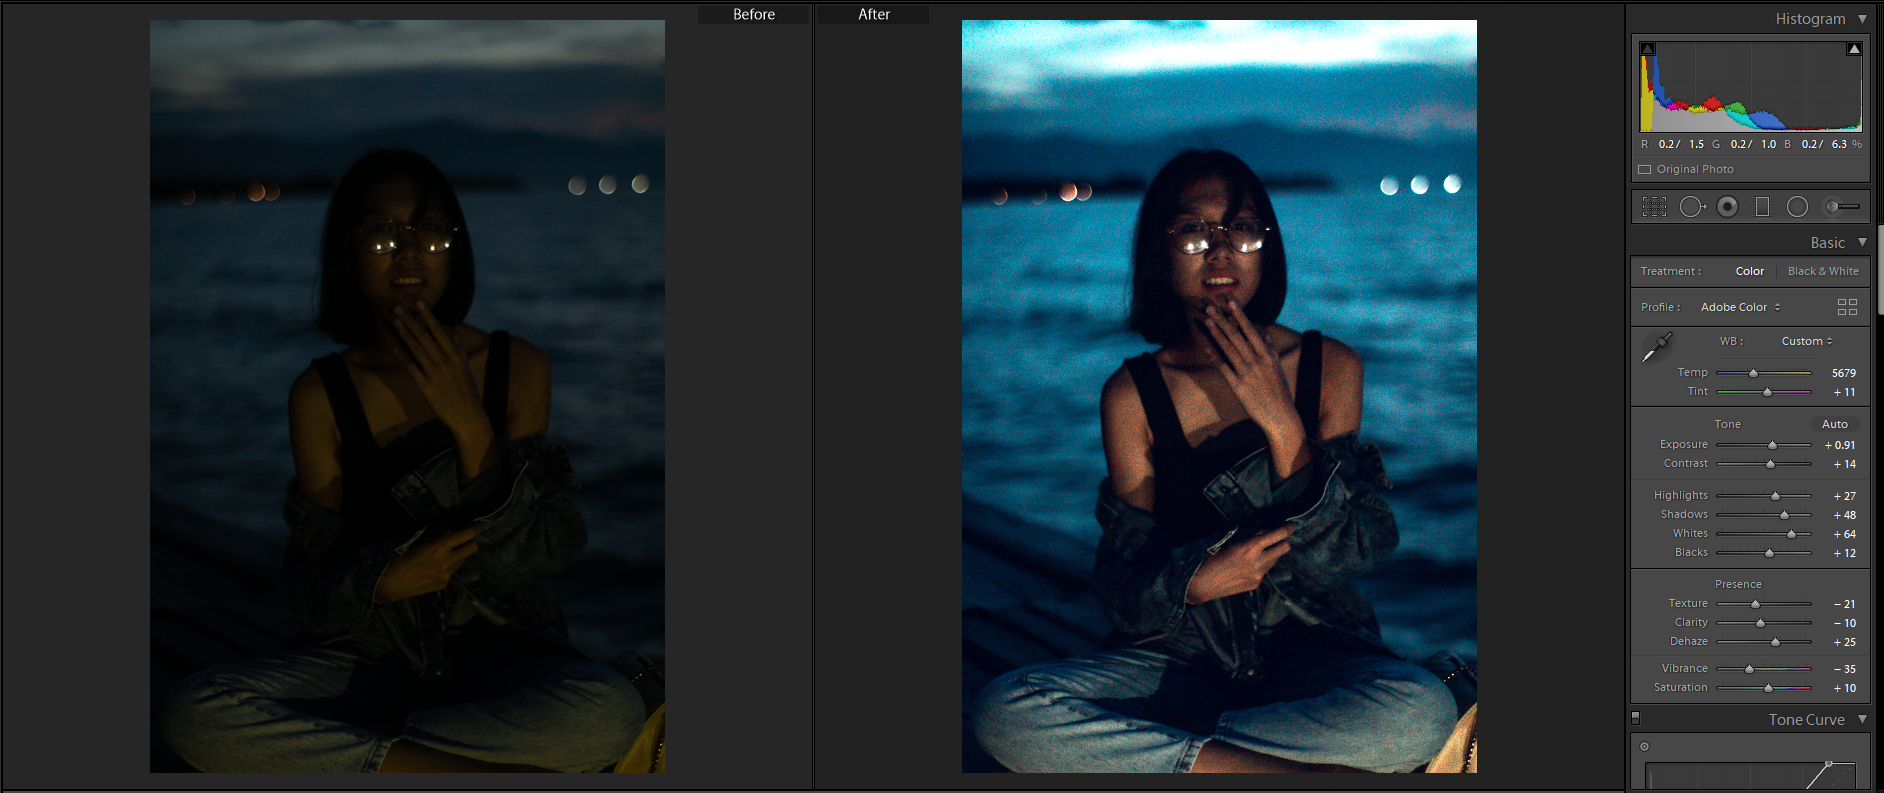 Before
After
Histogram
R 0.2 / 1.5 G 0.2 / 1.0 B 0.2 / 6.3 %
Original Photo
Basic
Treatment : Color Black & White
Profile : Adobe Color
WB : Custom
Temp 5679
Tint + 11
Tone Auto
Exposure + 0.91
Contrast + 14
Highlights + 27
Shadows + 48
Whites + 64
Blacks + 12
Presence
Texture − 21
Clarity − 10
Dehaze + 25
Vibrance − 35
Saturation + 10
Tone Curve